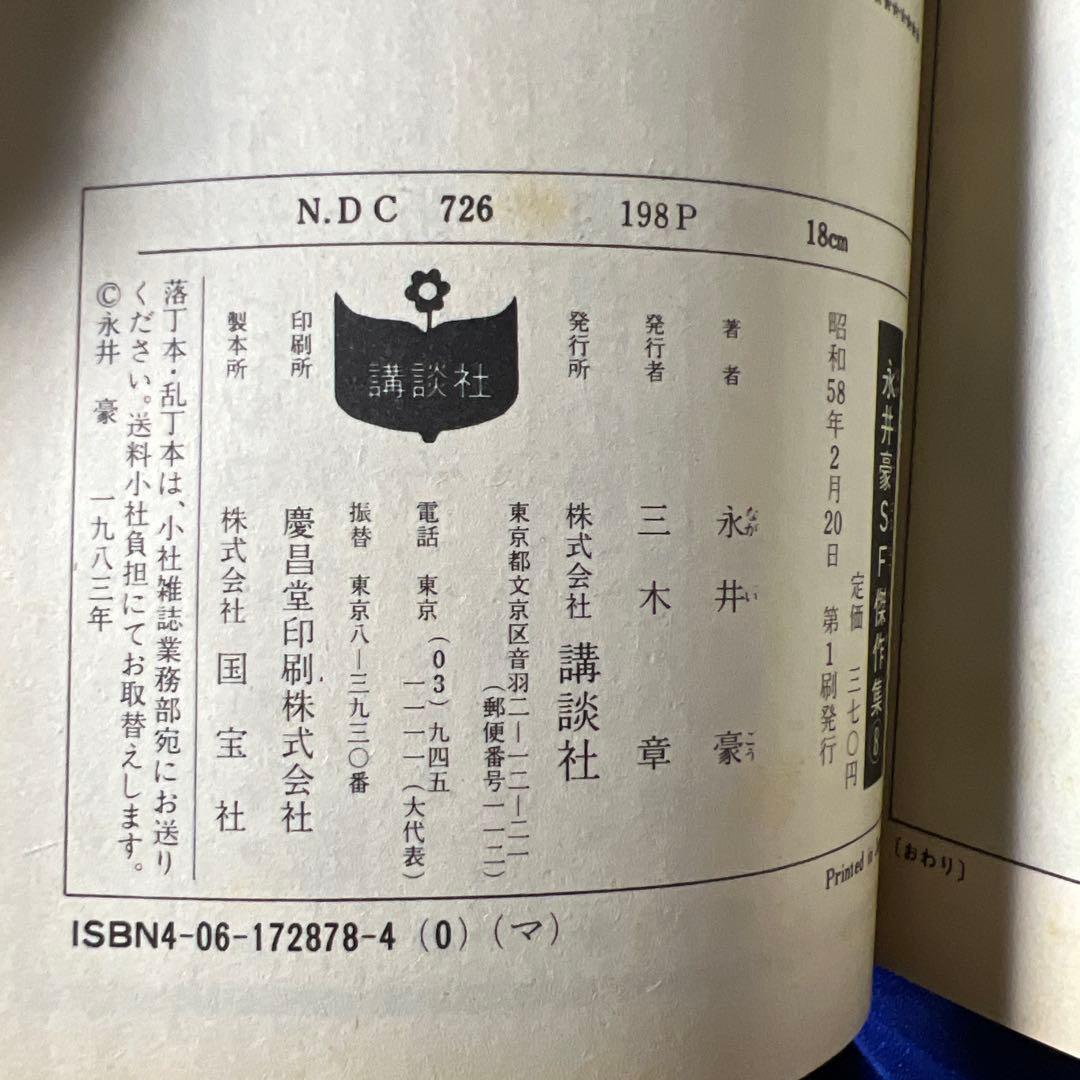 N.DC 726 198P 18cm
永井豪SF傑作集⑧
定価 三七〇円
昭和58年2月20日 第1刷発行
著者 永井豪
なが い ごう
発行者 三木章
発行所 株式会社 講談社
東京都文京区音羽二―一二―二一
(郵便番号一一二)
電話 東京(03)九四五
一一一一(大代表)
振替 東京八―三九三〇番
講談社
印刷所 慶昌堂印刷株式会社
製本所 株式会社 国宝社
落丁本・乱丁本は、小社雑誌業務部宛にお送り
ください。送料小社負担にてお取替えします。
©永井 豪 一九八三年
Printed in
ISBN4-06-172878-4 (0) (マ)
〔おわり〕